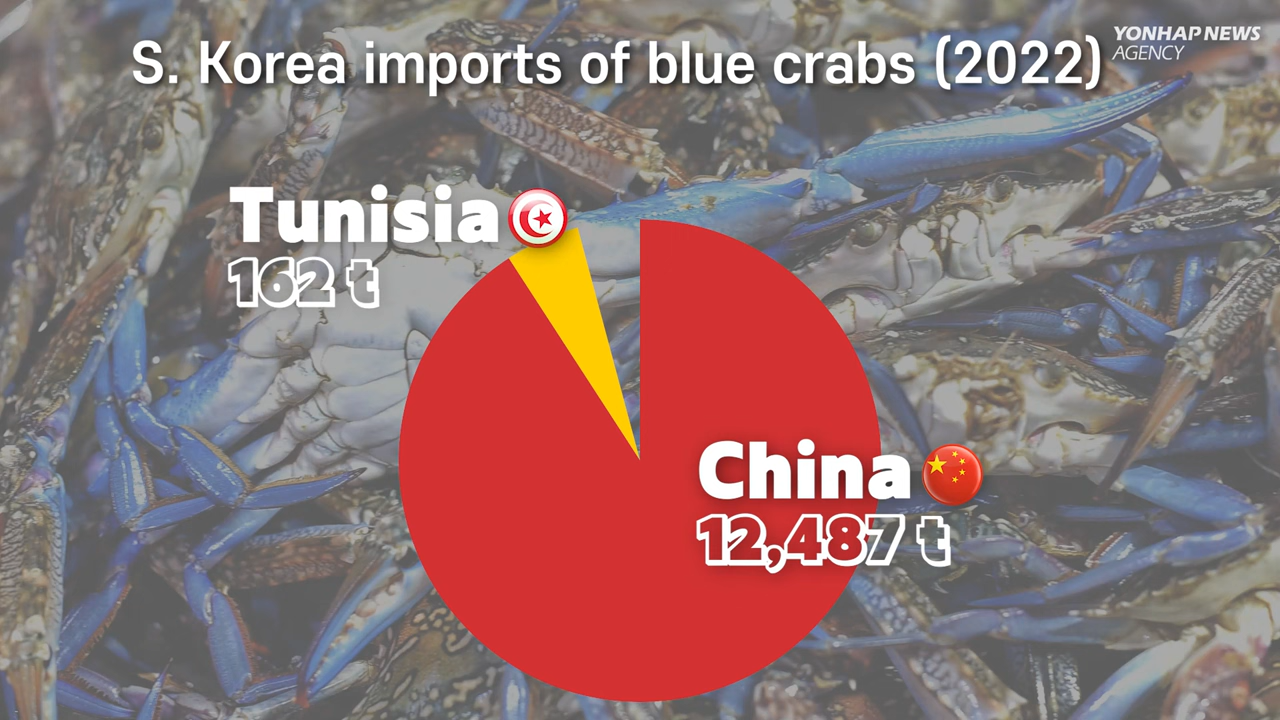 S. Korea imports of blue crabs (2022)
YONHAP NEWS
AGENCY
Tunisia
162 t
China
12,487 t